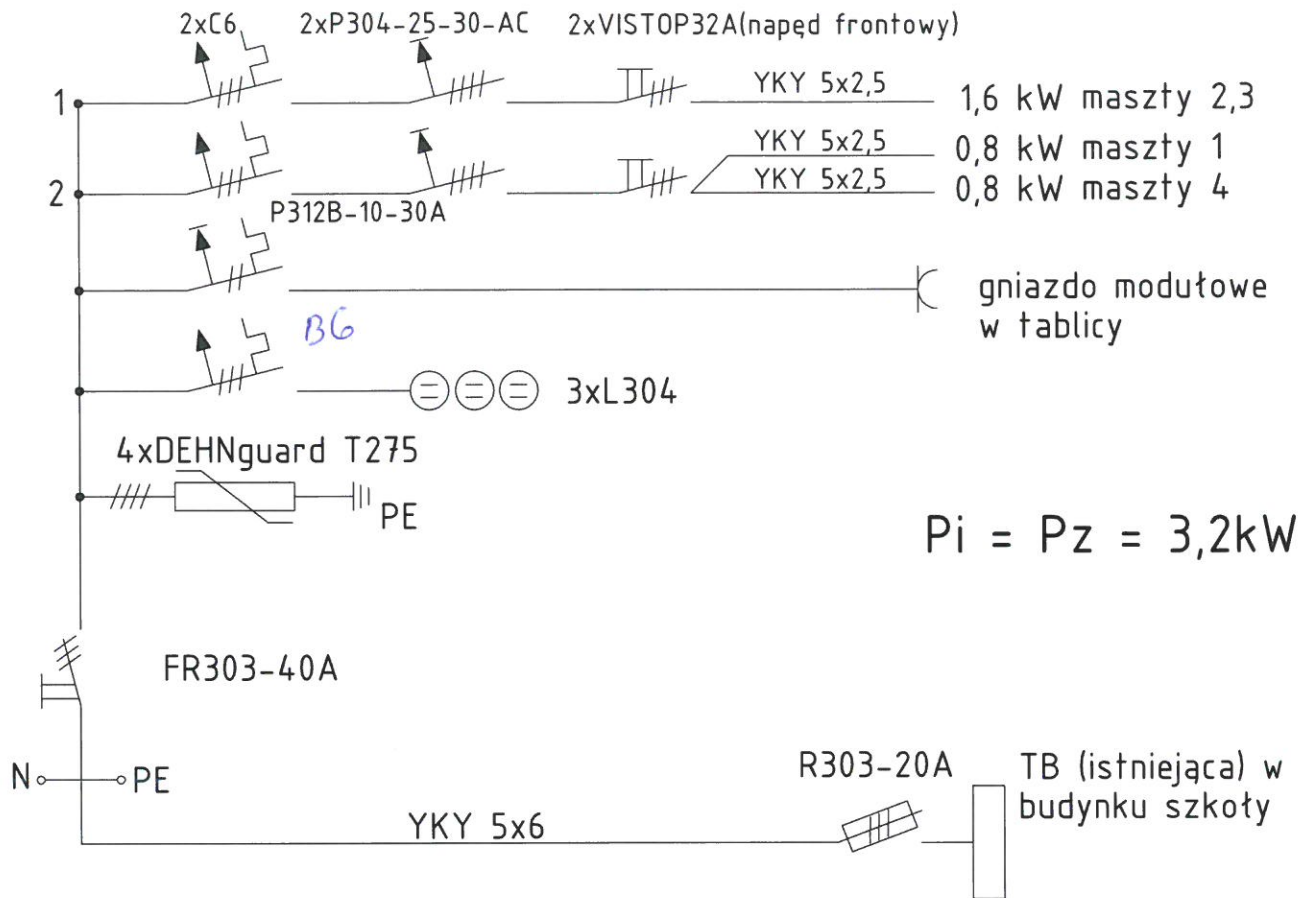 2xC6 2xP304-25-30-AC 2xVISTOP32A(napęd frontowy)
1 YKY 5x2,5 1,6 kW maszty 2,3
YKY 5x2,5 0,8 kW maszty 1
2 YKY 5x2,5 0,8 kW maszty 4
P312B-10-30A
gniazdo modułowe
w tablicy
B6
3xL304
4xDEHNguard T275
PE
Pi = Pz = 3,2kW
FR303-40A
N PE
R303-20A
TB (istniejąca) w
budynku szkoły
YKY 5x6